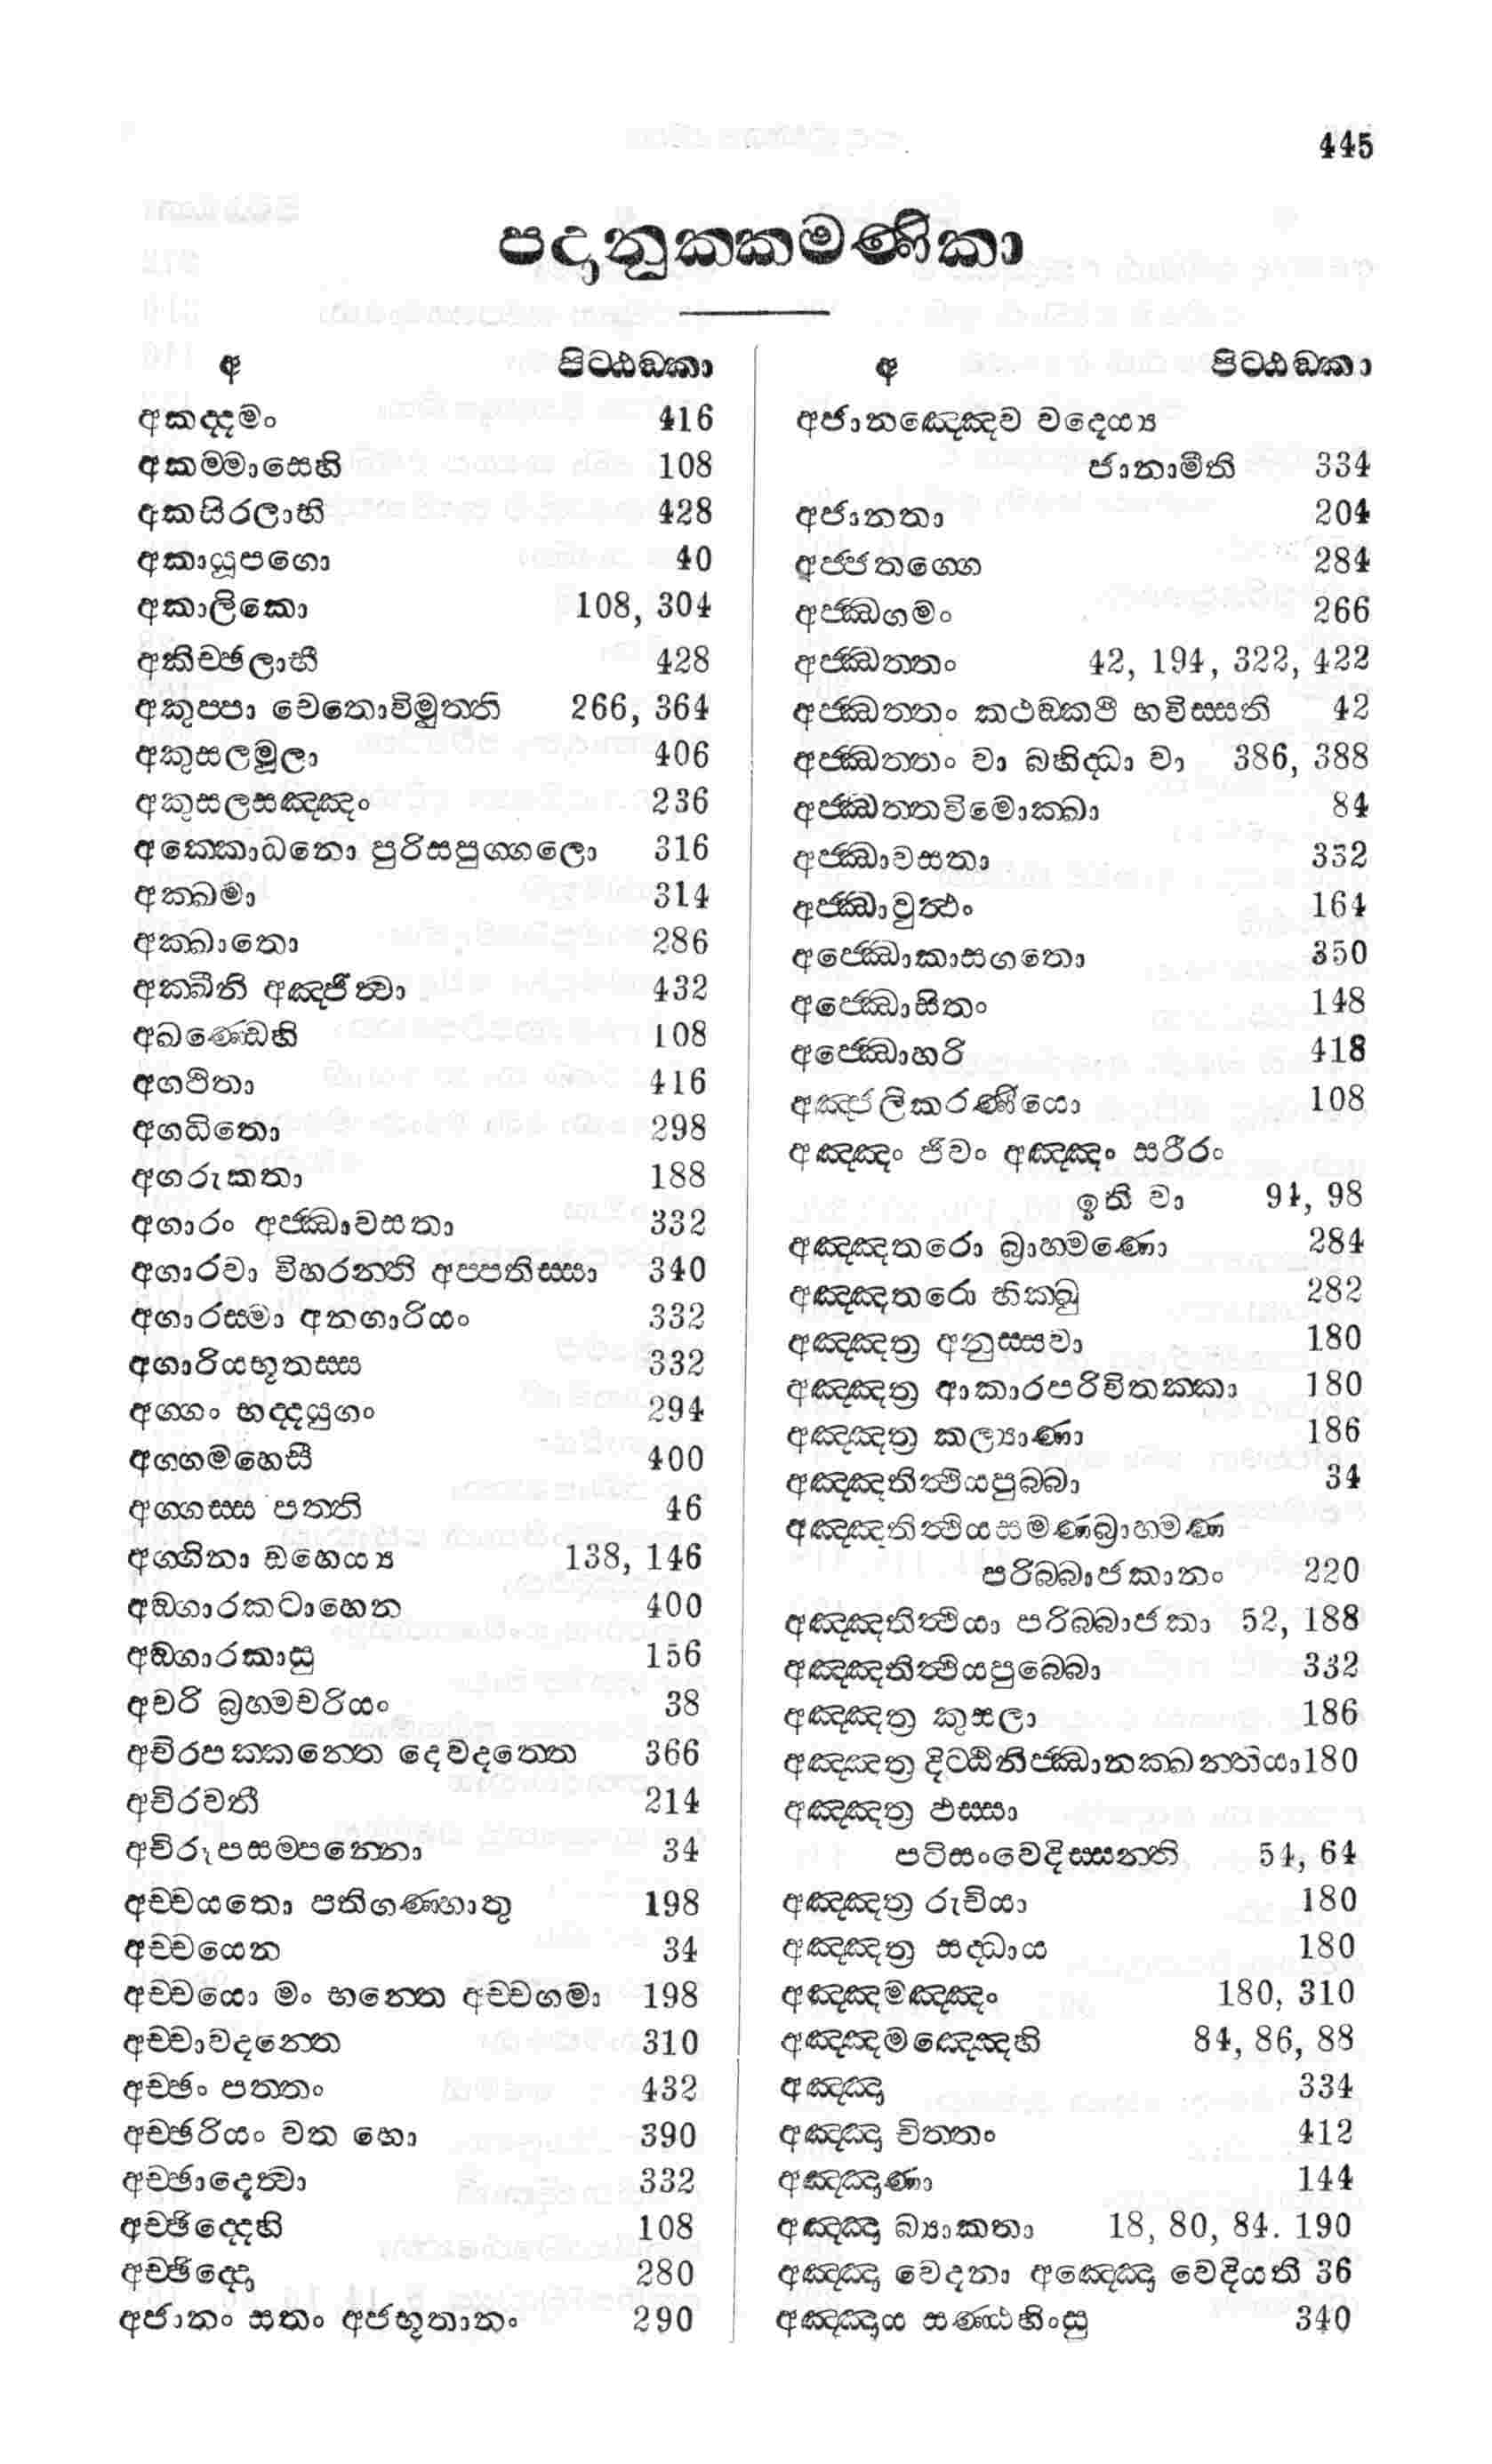 445
පදානුක්කමණිකා
අ පිට්ඨඞ්කා
අකද්දමං 416
අකම්මාසෙහි 108
අකසිරලාභි 428
අකායූපගො 40
අකාලිකො 108, 304
අකිච්ඡලාභී 428
අකුප්පා චෙතොවිමුත්ති 266, 364
අකුසලමූලා 406
අකුසලසඤ්ඤං 236
අක්කොධනො පුරිසපුග්ගලො 316
අක්ඛමා 314
අක්ඛාතො 286
අක්ඛීනි අඤ්ජිත්වා 432
අඛණ්ඩෙහි 108
අගථිතා 416
අගධිතො 298
අගරුකතා 188
අගාරං අජ්ඣාවසතා 332
අගාරවා විහරන්ති අප්පතිස්සා 340
අගාරස්මා අනගාරියං 332
අගාරියභූතස්ස 332
අග්ගං භද්දයුගං 294
අග්ගමහෙසී 400
අග්ගස්ස පත්ති 46
අග්ගිනා ඩහෙය්‍ය 138, 146
අඞ්ගාරකටාහෙන 400
අඞ්ගාරකාසු 156
අචරි බ්‍රහ්මචරියං 38
අචිරපක්කන්තෙ දෙවදත්තෙ 366
අචිරවතී 214
අචිරූපසම්පන්නො 34
අච්චයතො පතිගණ්හාතු 198
අච්චයෙන 34
අච්චයො මං භන්තෙ අච්චගමා 198
අච්චාවදන්තෙ 310
අච්ඡං පත්තං 432
අච්ඡරියං වත භො 390
අච්ඡාදෙත්වා 332
අච්ඡිද්දෙහි 108
අච්ඡිද්දො 280
අජානං සතං අජභූතානං 290
අ පිට්ඨඞ්කා
අජානඤ්ඤෙව වදෙය්‍ය
ජානාමීති 334
අජානතා 204
අජ්ජතග්ගෙ 284
අජ්ඣගමං 266
අජ්ඣත්තං 42, 194, 322, 422
අජ්ඣත්තං කථඞ්කථී භවිස්සති 42
අජ්ඣත්තං වා බහිද්ධා වා 386, 388
අජ්ඣත්තවිමොක්ඛා 84
අජ්ඣාවසතා 332
අජ්ඣාවුත්ථං 164
අජ්ඣොකාසගතො 350
අජ්ඣොසිතං 148
අජ්ඣොහරි 418
අඤ්ජලිකරණීයො 108
අඤ්ඤං ජීවං අඤ්ඤං සරීරං
ඉති වා 94, 98
අඤ්ඤතරො බ්‍රාහ්මණො 284
අඤ්ඤතරො භික්ඛු 282
අඤ්ඤත්‍ර අනුස්සවා 180
අඤ්ඤත්‍ර ආකාරපරිවිතක්කා 180
අඤ්ඤත්‍ර කල්‍යාණා 186
අඤ්ඤතිත්ථියපුබ්බා 34
අඤ්ඤතිත්ථියසමණබ්‍රාහ්මණ
පරිබ්බාජකානං 220
අඤ්ඤතිත්ථියා පරිබ්බාජකා 52, 188
අඤ්ඤතිත්ථියපුබ්බො 332
අඤ්ඤත්‍ර කුසලා 186
අඤ්ඤත්‍ර දිට්ඨිනිජ්ඣානක්ඛන්තියා 180
අඤ්ඤත්‍ර ඵස්සා
පටිසංවෙදිස්සන්ති 54, 64
අඤ්ඤත්‍ර රුචියා 180
අඤ්ඤත්‍ර සද්ධාය 180
අඤ්ඤමඤ්ඤං 180, 310
අඤ්ඤමඤ්ඤෙහි 84, 86, 88
අඤ්ඤා 334
අඤ්ඤා චිත්තං 412
අඤ්ඤාණා 144
අඤ්ඤා බ්‍යාකතා 18, 80, 84. 190
අඤ්ඤා වෙදනා අඤ්ඤො වෙදියති 36
අඤ්ඤාය සණ්ඨහිංසු 340